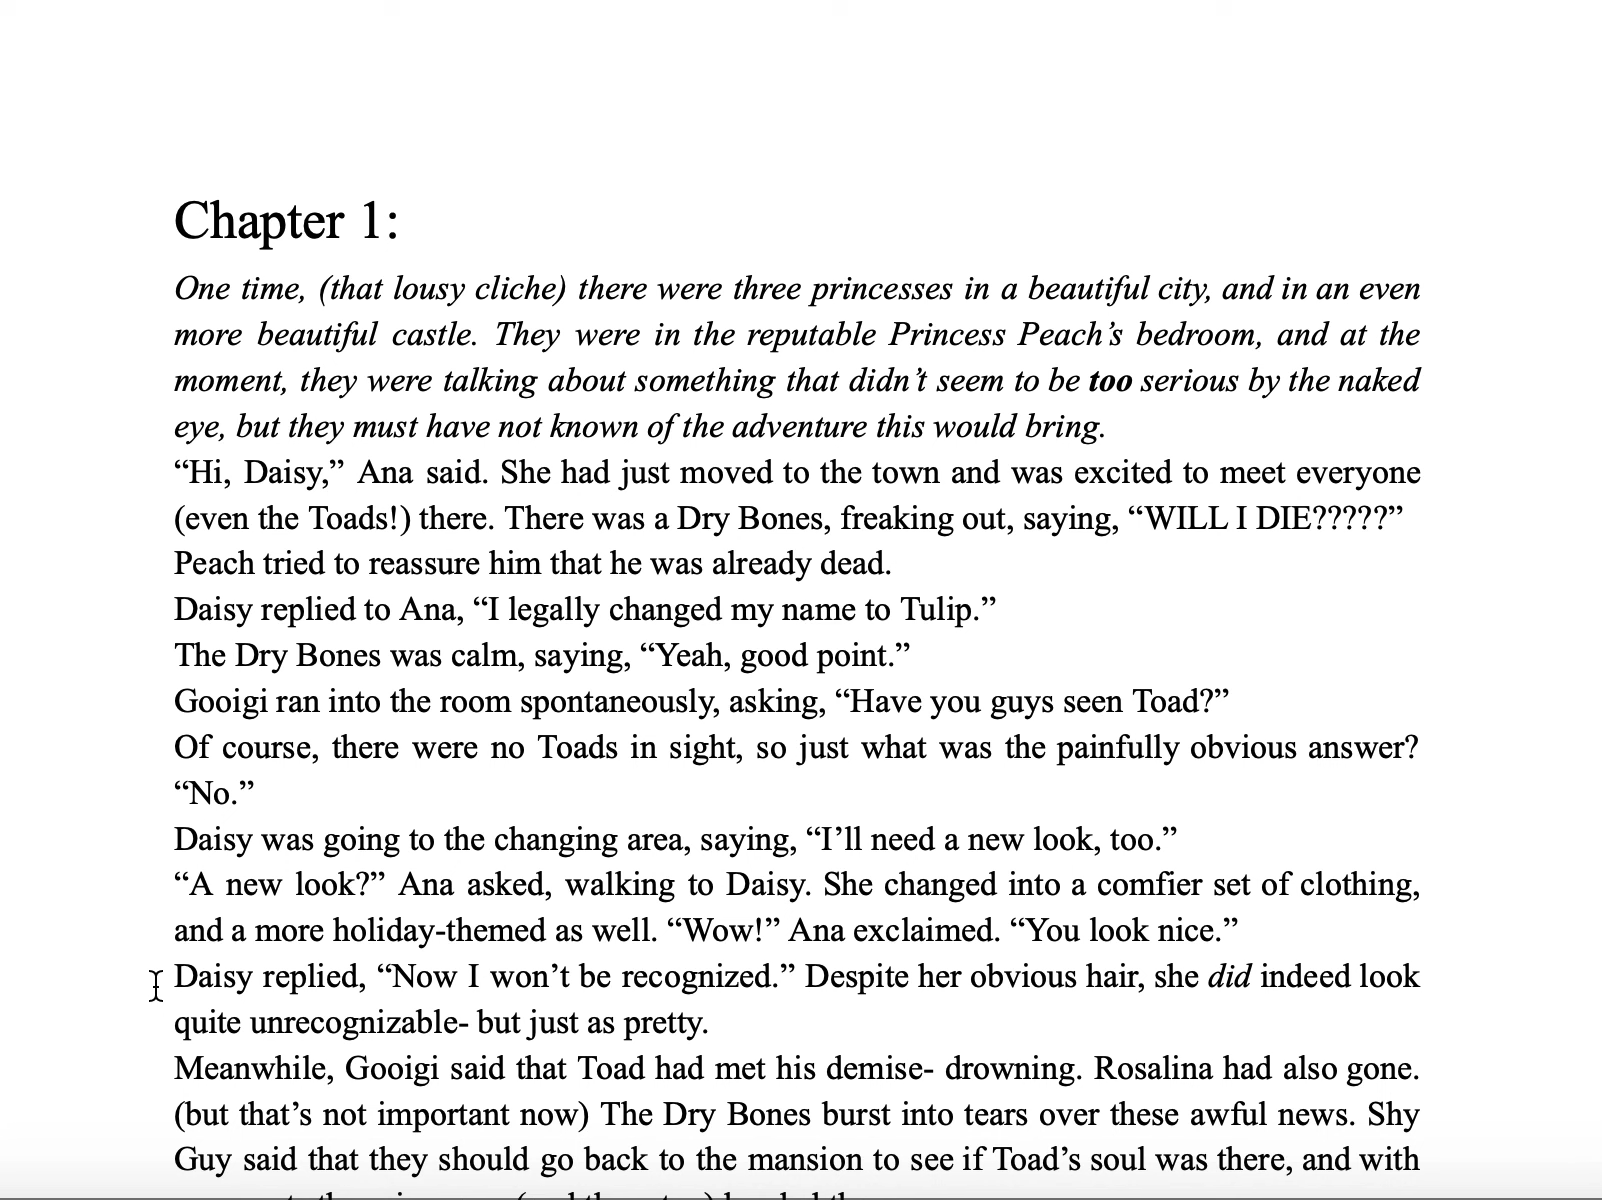 Chapter 1:
One time, (that lousy cliche) there were three princesses in a beautiful city, and in an even
more beautiful castle. They were in the reputable Princess Peach’s bedroom, and at the
moment, they were talking about something that didn’t seem to be too serious by the naked
eye, but they must have not known of the adventure this would bring.
“Hi, Daisy,” Ana said. She had just moved to the town and was excited to meet everyone
(even the Toads!) there. There was a Dry Bones, freaking out, saying, “WILL I DIE?????”
Peach tried to reassure him that he was already dead.
Daisy replied to Ana, “I legally changed my name to Tulip.”
The Dry Bones was calm, saying, “Yeah, good point.”
Gooigi ran into the room spontaneously, asking, “Have you guys seen Toad?”
Of course, there were no Toads in sight, so just what was the painfully obvious answer?
“No.”
Daisy was going to the changing area, saying, “I’ll need a new look, too.”
“A new look?” Ana asked, walking to Daisy. She changed into a comfier set of clothing,
and a more holiday-themed as well. “Wow!” Ana exclaimed. “You look nice.”
Daisy replied, “Now I won’t be recognized.” Despite her obvious hair, she did indeed look
quite unrecognizable- but just as pretty.
Meanwhile, Gooigi said that Toad had met his demise- drowning. Rosalina had also gone.
(but that’s not important now) The Dry Bones burst into tears over these awful news. Shy
Guy said that they should go back to the mansion to see if Toad’s soul was there, and with